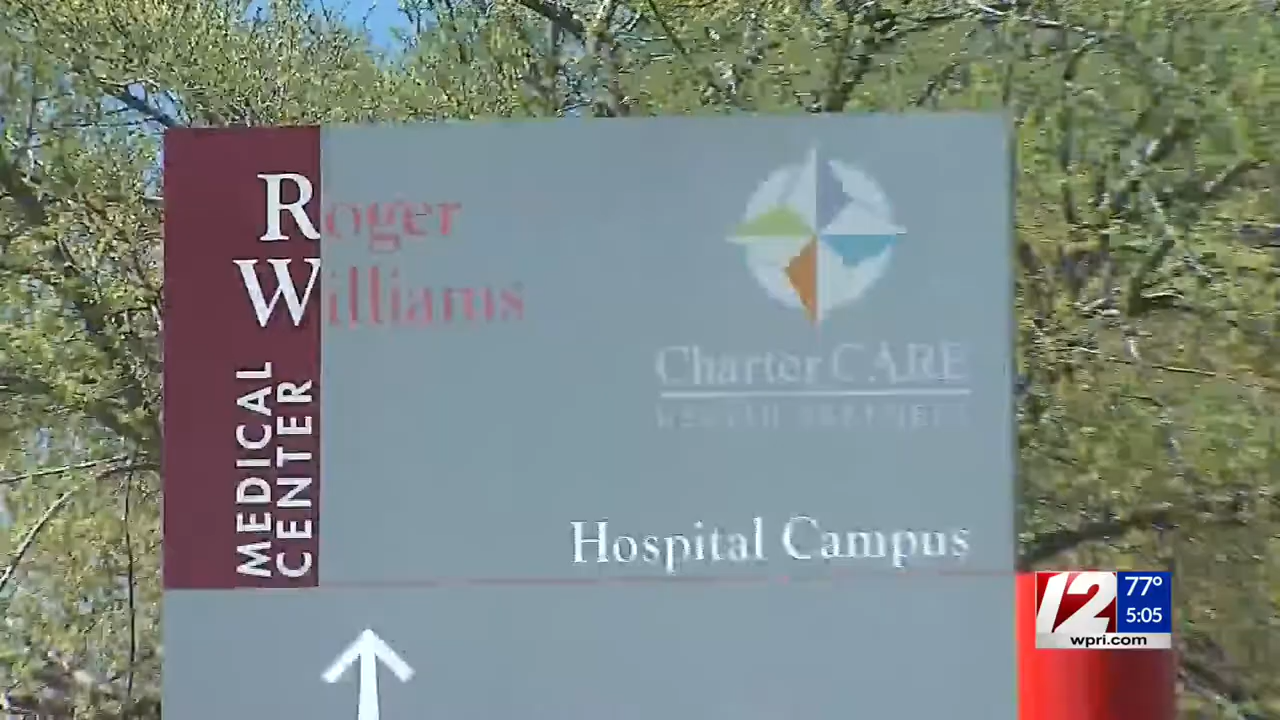 Roger
Williams
MEDICAL
CENTER
CharterCARE
Hospital Campus
12
77°
5:05
wpri.com